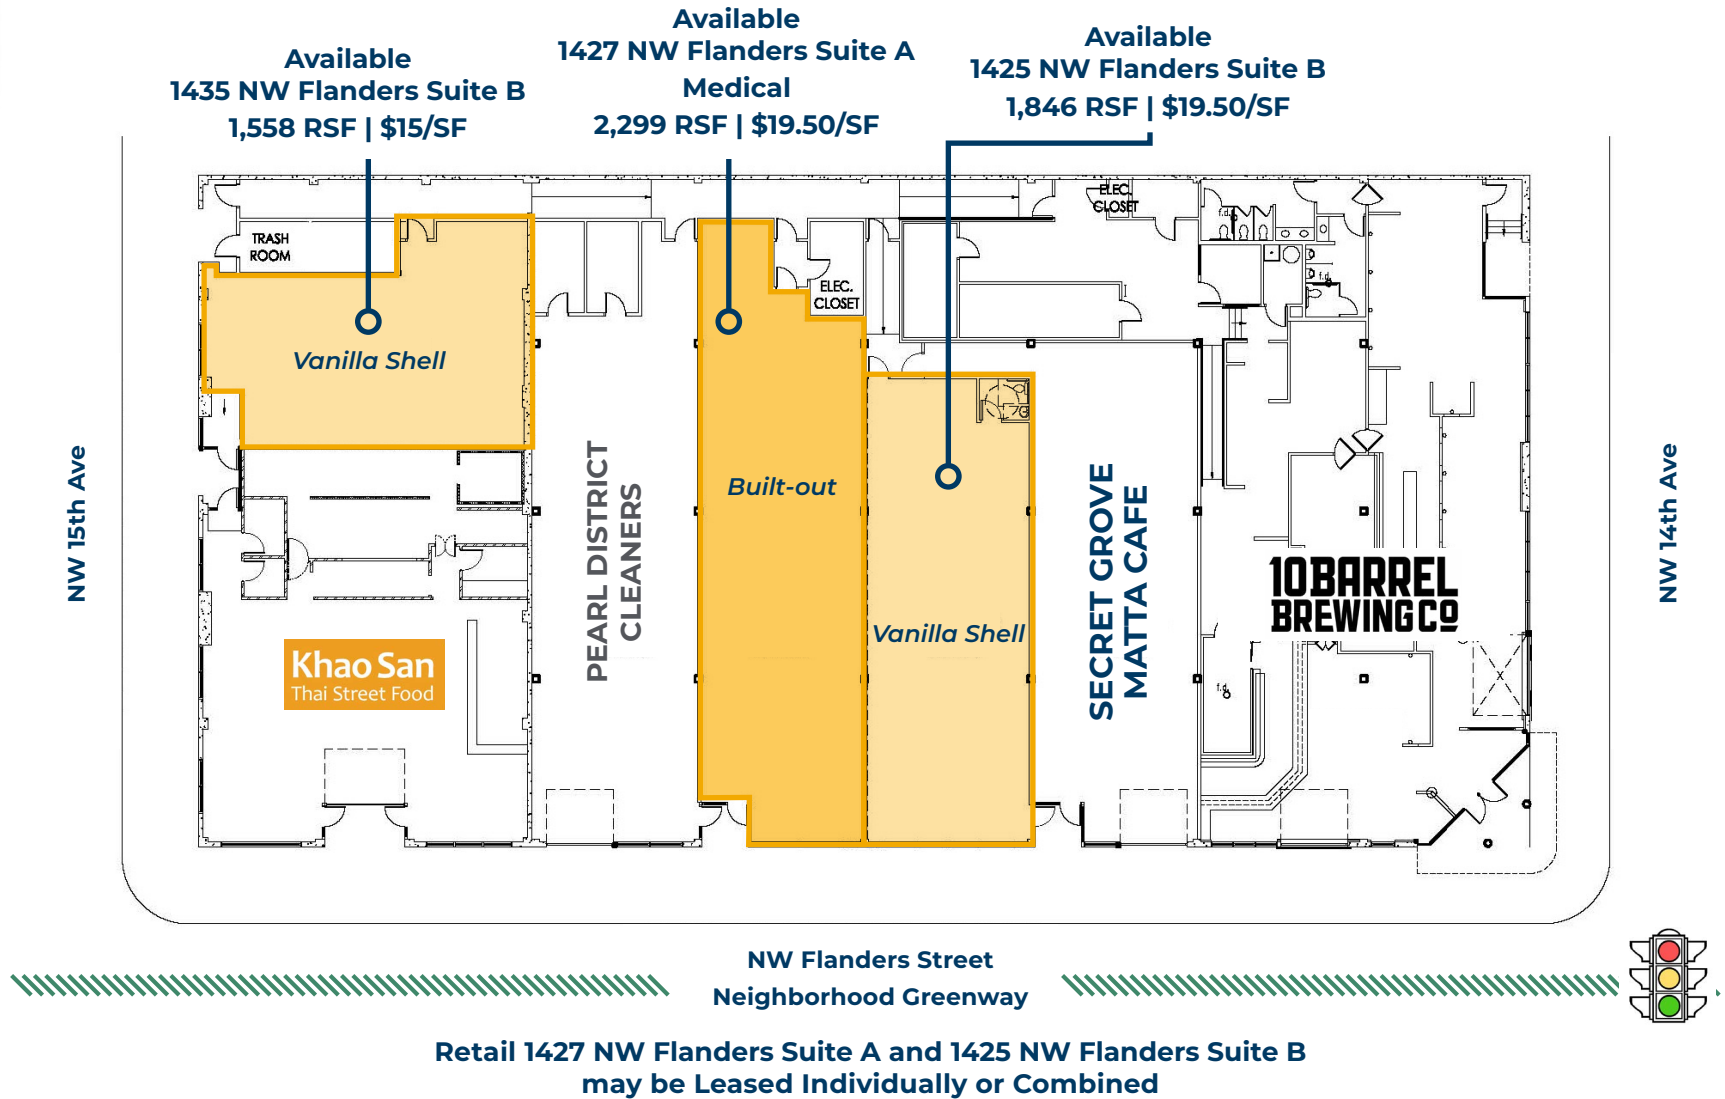 Available
1435 NW Flanders Suite B
1,558 RSF | $15/SF
Available
1427 NW Flanders Suite A
Medical
2,299 RSF | $19.50/SF
Available
1425 NW Flanders Suite B
1,846 RSF | $19.50/SF
TRASH
ROOM
ELEC.
CLOSET
ELEC.
CLOSET
f.d.
f.d.
Vanilla Shell
Built-out
Vanilla Shell
NW 15th Ave
PEARL DISTRICT
CLEANERS
SECRET GROVE
MATTA CAFE
10 BARREL
BREWING CO
NW 14th Ave
Khao San
Thai Street Food
f.d.
NW Flanders Street
Neighborhood Greenway
Retail 1427 NW Flanders Suite A and 1425 NW Flanders Suite B
may be Leased Individually or Combined